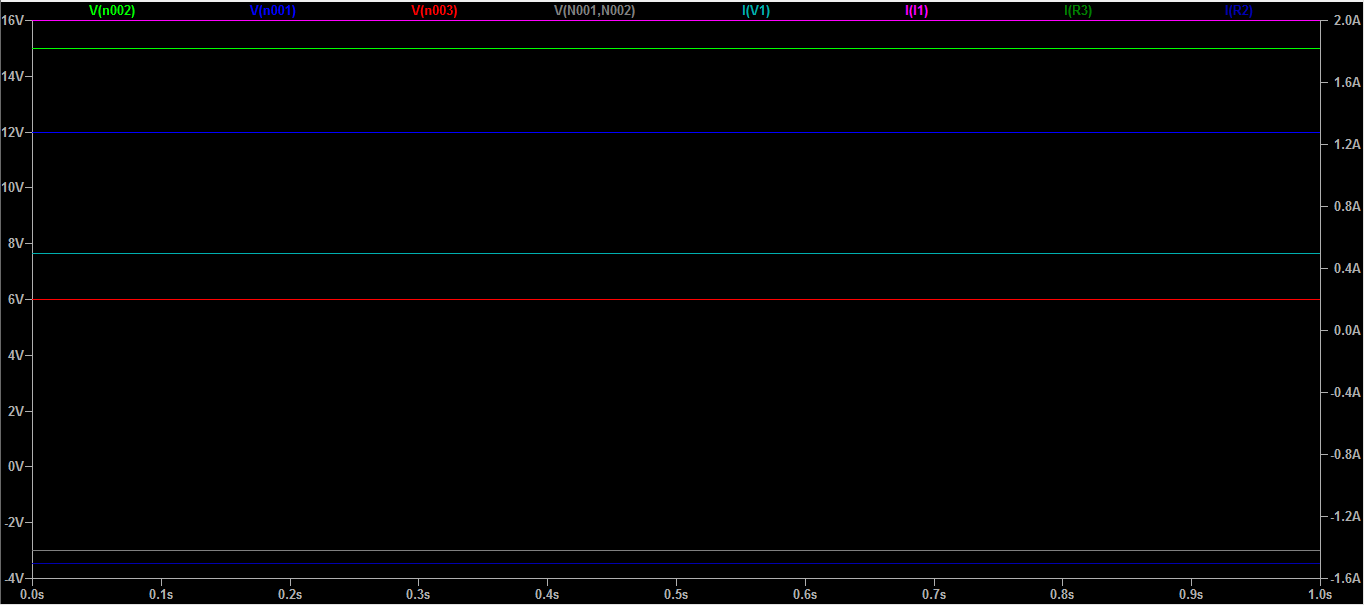 V(n002) V(n001) V(n003) V(N001,N002) I(V1) I(I1) I(R3) I(R2)
16V 2.0A
14V 1.6A
12V 1.2A
10V 0.8A
8V 0.4A
6V 0.0A
4V -0.4A
2V -0.8A
0V -1.2A
-2V -1.6A
-4V
0.0s 0.1s 0.2s 0.3s 0.4s 0.5s 0.6s 0.7s 0.8s 0.9s 1.0s